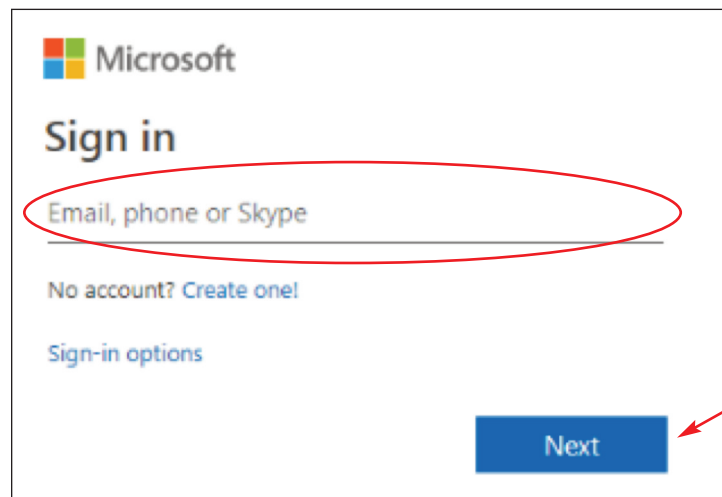 Microsoft
Sign in
Email, phone or Skype
No account? Create one!
Sign-in options
Next